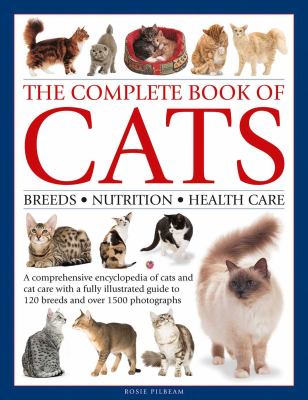 THE COMPLETE BOOK OF
CATS
BREEDS • NUTRITION • HEALTH CARE
A comprehensive encyclopedia of cats and
cat care with a fully illustrated guide to
120 breeds and over 1500 photographs
ROSIE PILBEAM